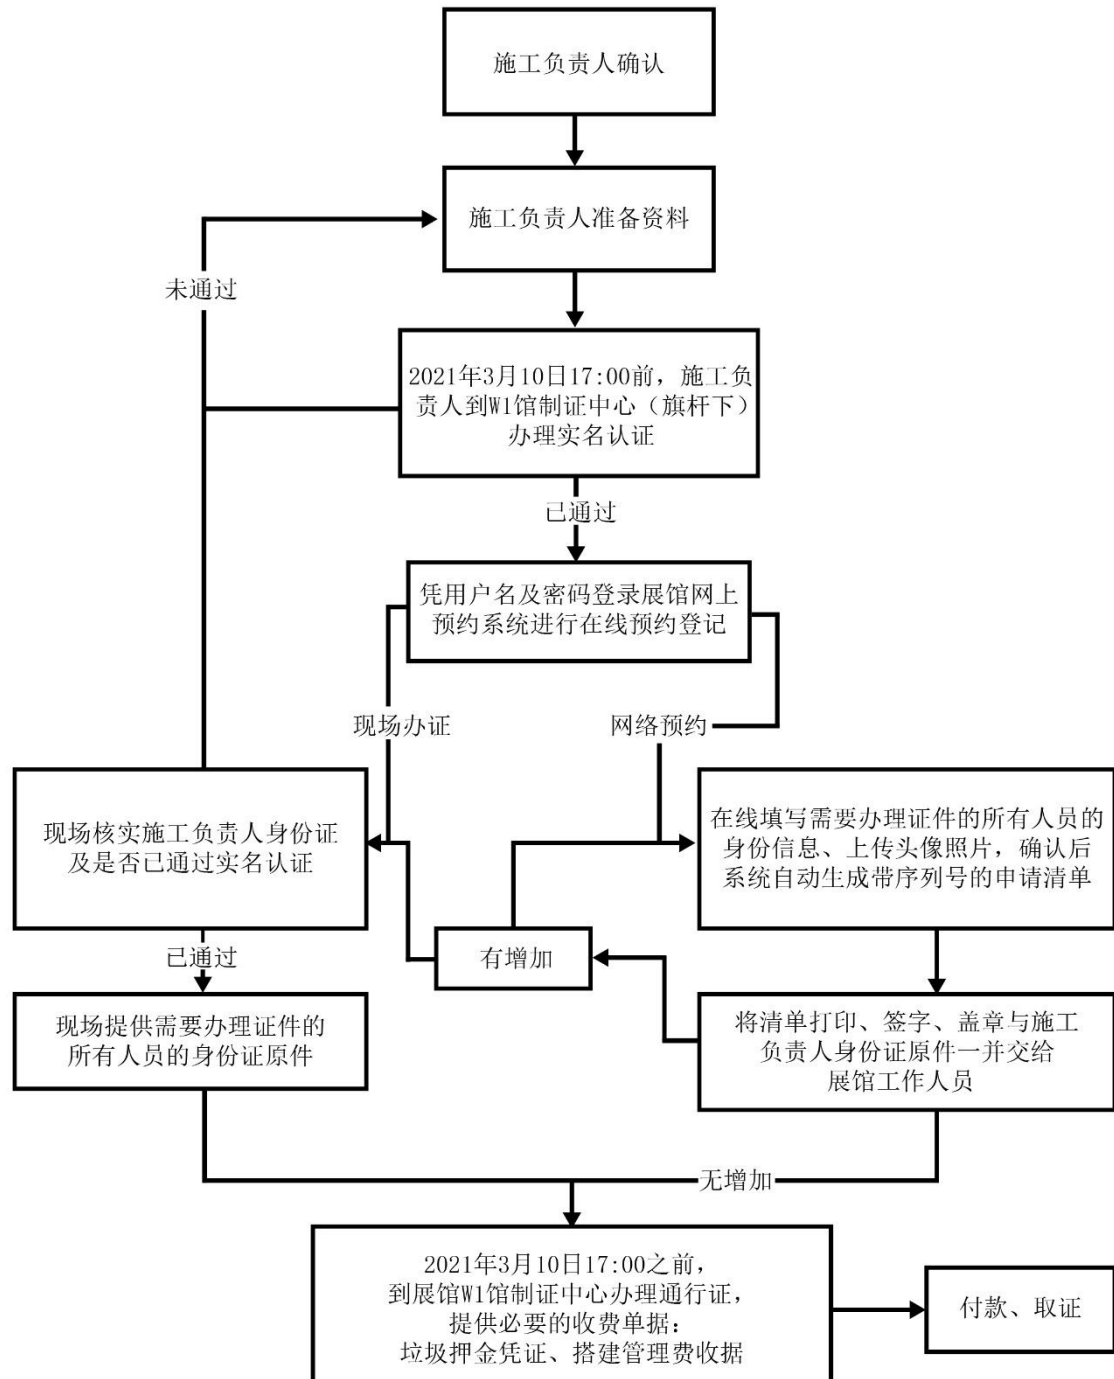 施工负责人确认
施工负责人准备资料
未通过
2021年3月10日17:00前，施工负
责人到W1馆制证中心（旗杆下）
办理实名认证
已通过
凭用户名及密码登录展馆网上
预约系统进行在线预约登记
现场办证
网络预约
现场核实施工负责人身份证
及是否已通过实名认证
在线填写需要办理证件的所有人员的
身份信息、上传头像照片，确认后
系统自动生成带序列号的申请清单
有增加
已通过
现场提供需要办理证件的
所有人员的身份证原件
将清单打印、签字、盖章与施工
负责人身份证原件一并交给
展馆工作人员
无增加
2021年3月10日17:00之前，
到展馆W1馆制证中心办理通行证，
提供必要的收费单据：
垃圾押金凭证、搭建管理费收据
付款、取证